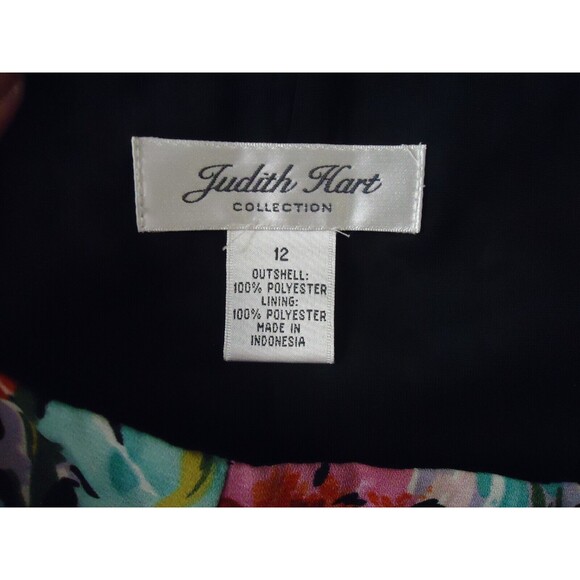 Judith Hart
COLLECTION
12
OUTSHELL:
100% POLYESTER
LINING:
100% POLYESTER
MADE IN
INDONESIA